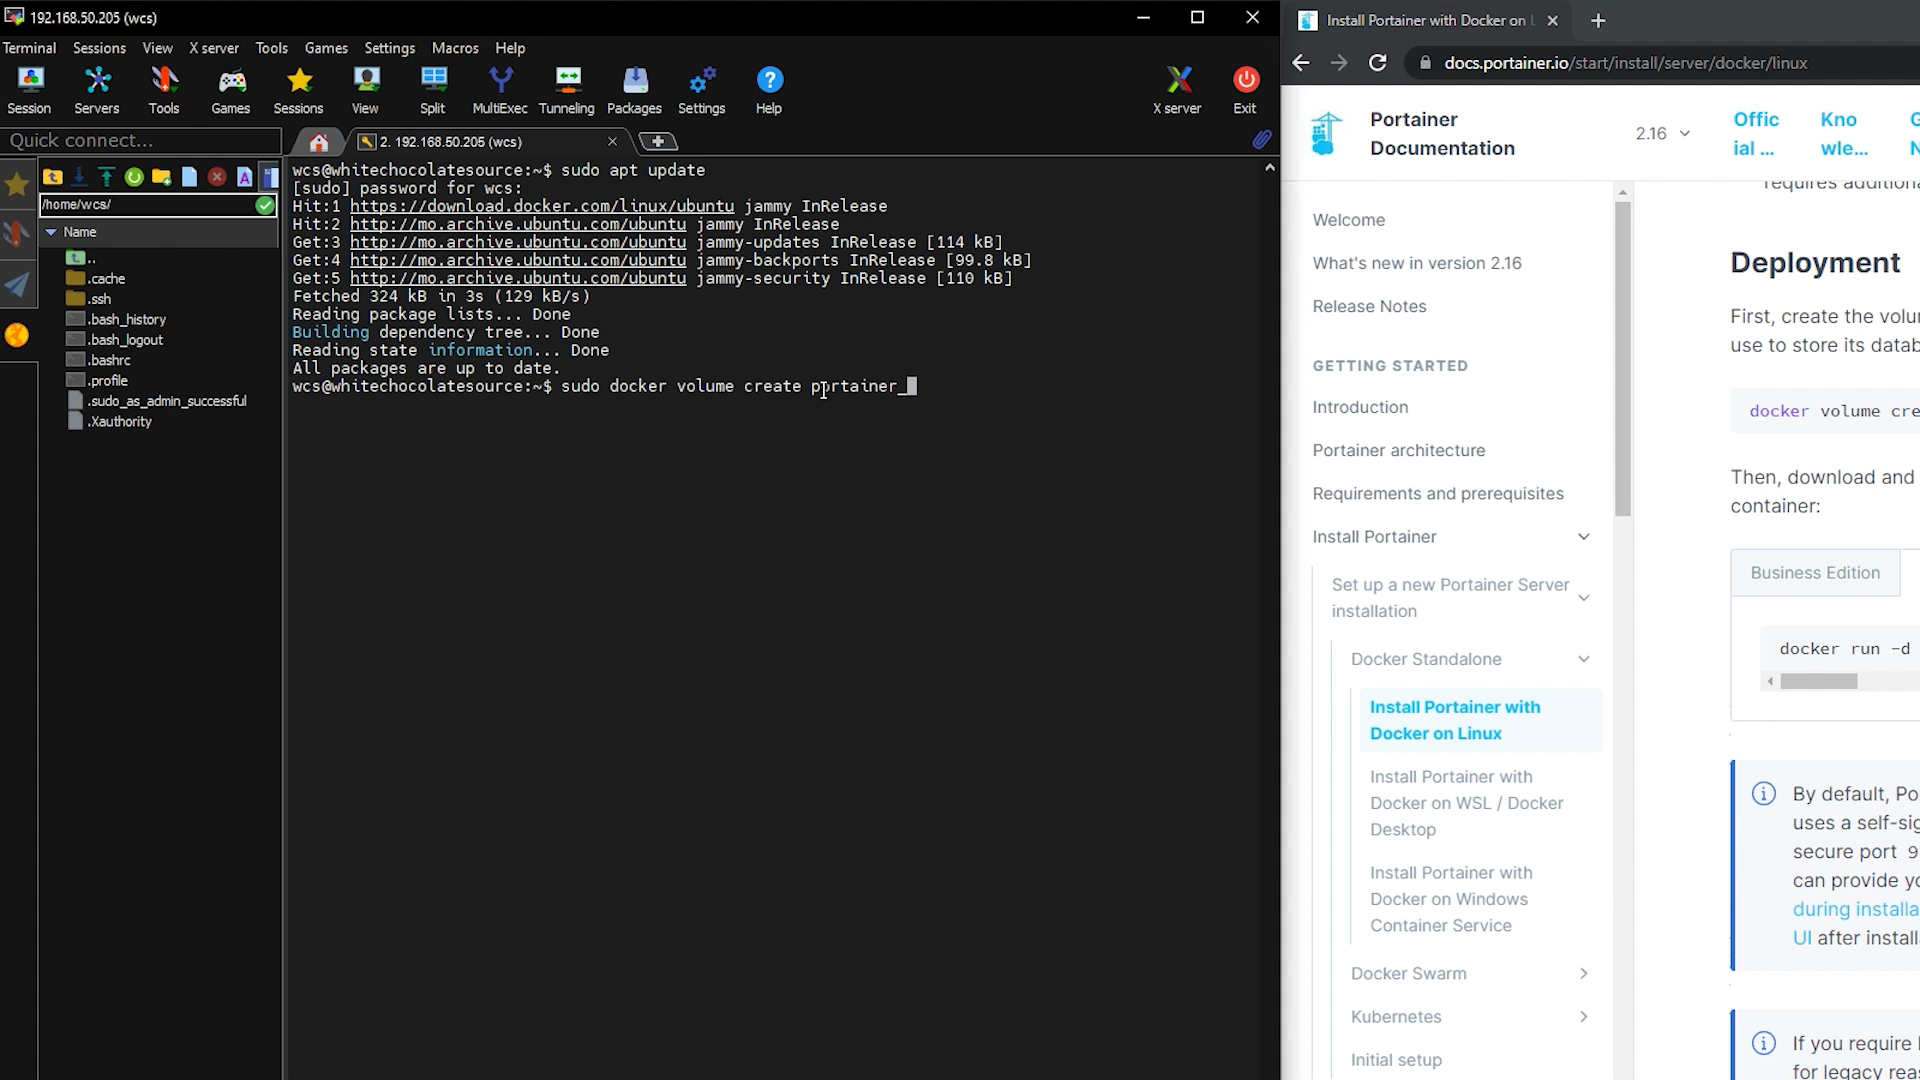 192.168.50.205 (wcs)
Terminal Sessions View X server Tools Games Settings Macros Help
Session Servers Tools Games Sessions View Split MultiExec Tunneling Packages Settings Help X server Exit
Quick connect...
2. 192.168.50.205 (wcs)
/home/wcs/
Name
..
.cache
.ssh
.bash_history
.bash_logout
.bashrc
.profile
.sudo_as_admin_successful
.Xauthority
wcs@whitechocolatesource:~$ sudo apt update
[sudo] password for wcs:
Hit:1 https://download.docker.com/linux/ubuntu jammy InRelease
Hit:2 http://mo.archive.ubuntu.com/ubuntu jammy InRelease
Get:3 http://mo.archive.ubuntu.com/ubuntu jammy-updates InRelease [114 kB]
Get:4 http://mo.archive.ubuntu.com/ubuntu jammy-backports InRelease [99.8 kB]
Get:5 http://mo.archive.ubuntu.com/ubuntu jammy-security InRelease [110 kB]
Fetched 324 kB in 3s (129 kB/s)
Reading package lists... Done
Building dependency tree... Done
Reading state information... Done
All packages are up to date.
wcs@whitechocolatesource:~$ sudo docker volume create portainer_
Install Portainer with Docker on L
docs.portainer.io/start/install/server/docker/linux
Portainer
Documentation
2.16
Offic
ial ...
Kno
wle...
Welcome
What's new in version 2.16
Release Notes
GETTING STARTED
Introduction
Portainer architecture
Requirements and prerequisites
Install Portainer
Set up a new Portainer Server
installation
Docker Standalone
Install Portainer with
Docker on Linux
Install Portainer with
Docker on WSL / Docker
Desktop
Install Portainer with
Docker on Windows
Container Service
Docker Swarm
Kubernetes
Initial setup
requires additiona
Deployment
First, create the volu
use to store its datab
docker volume cre
Then, download and
container:
Business Edition
docker run -d
By default, Po
uses a self-sig
secure port 9
can provide yo
during installa
UI after install
If you require
for legacy reas